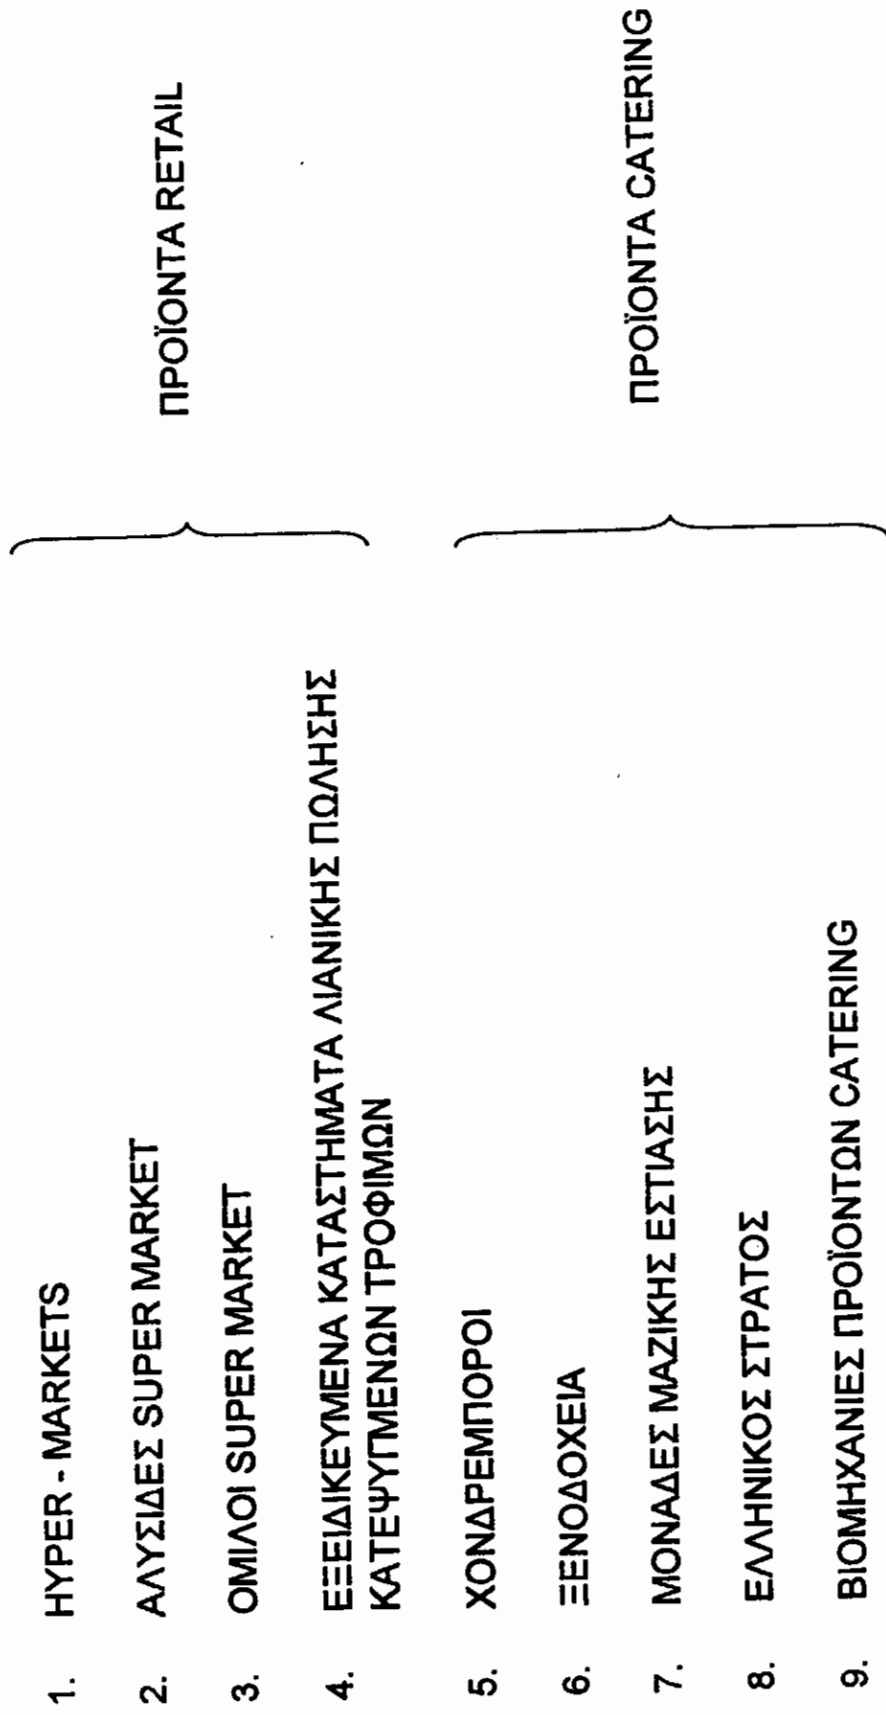 1. HYPER - MARKETS
2. ΑΛΥΣΙΔΕΣ SUPER MARKET
3. ΟΜΙΛΟΙ SUPER MARKET
4. ΕΞΕΙΔΙΚΕΥΜΕΝΑ ΚΑΤΑΣΤΗΜΑΤΑ ΛΙΑΝΙΚΗΣ ΠΩΛΗΣΗΣ
ΚΑΤΕΨΥΓΜΕΝΩΝ ΤΡΟΦΙΜΩΝ
ΠΡΟΪΟΝΤΑ RETAIL
5. ΧΟΝΔΡΕΜΠΟΡΟΙ
6. ΞΕΝΟΔΟΧΕΙΑ
7. ΜΟΝΑΔΕΣ ΜΑΖΙΚΗΣ ΕΣΤΙΑΣΗΣ
8. ΕΛΛΗΝΙΚΟΣ ΣΤΡΑΤΟΣ
9. ΒΙΟΜΗΧΑΝΙΕΣ ΠΡΟΪΟΝΤΩΝ CATERING
ΠΡΟΪΟΝΤΑ CATERING